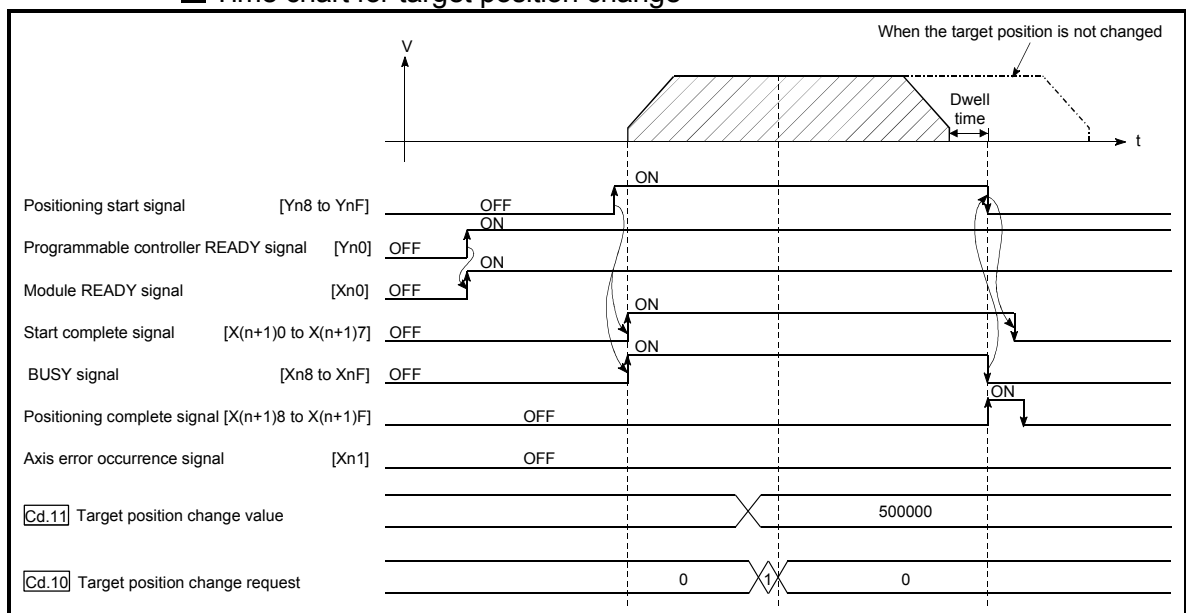 Time chart for target position change
When the target position is not changed
V
Dwell
time
t
ON
Positioning start signal [Yn8 to YnF] OFF
ON
Programmable controller READY signal [Yn0] OFF
ON
Module READY signal [Xn0] OFF
ON
Start complete signal [X(n+1)0 to X(n+1)7] OFF
ON
BUSY signal [Xn8 to XnF] OFF
ON
Positioning complete signal [X(n+1)8 to X(n+1)F] OFF
Axis error occurrence signal [Xn1] OFF
Cd.11 Target position change value 500000
Cd.10 Target position change request 0 1 0